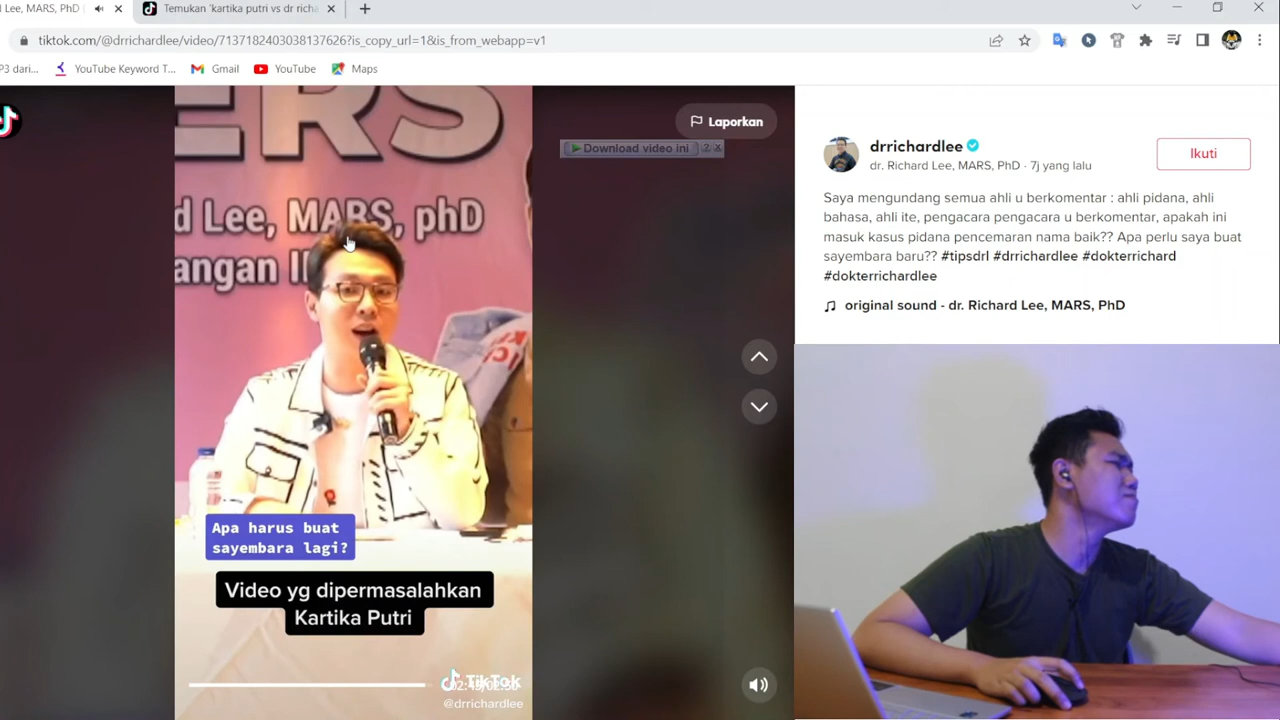 Lee, MARS, PhD
Temukan 'kartika putri vs dr richa
tiktok.com/@drrichardlee/video/7137182403038137626?is_copy_url=1&is_from_webapp=v1
P3 dari...
YouTube Keyword T...
Gmail
YouTube
Maps
ERS
d Lee, MARS, phD
angan I
Laporkan
Download video ini
Apa harus buat
sayembara lagi?
Video yg dipermasalahkan
Kartika Putri
TikTok
@drrichardlee
drrichardlee
dr. Richard Lee, MARS, PhD · 7j yang lalu
Ikuti
Saya mengundang semua ahli u berkomentar : ahli pidana, ahli
bahasa, ahli ite, pengacara pengacara u berkomentar, apakah ini
masuk kasus pidana pencemaran nama baik?? Apa perlu saya buat
sayembara baru?? #tipsdrl #drrichardlee #dokterrichard
#dokterrichardlee
original sound - dr. Richard Lee, MARS, PhD